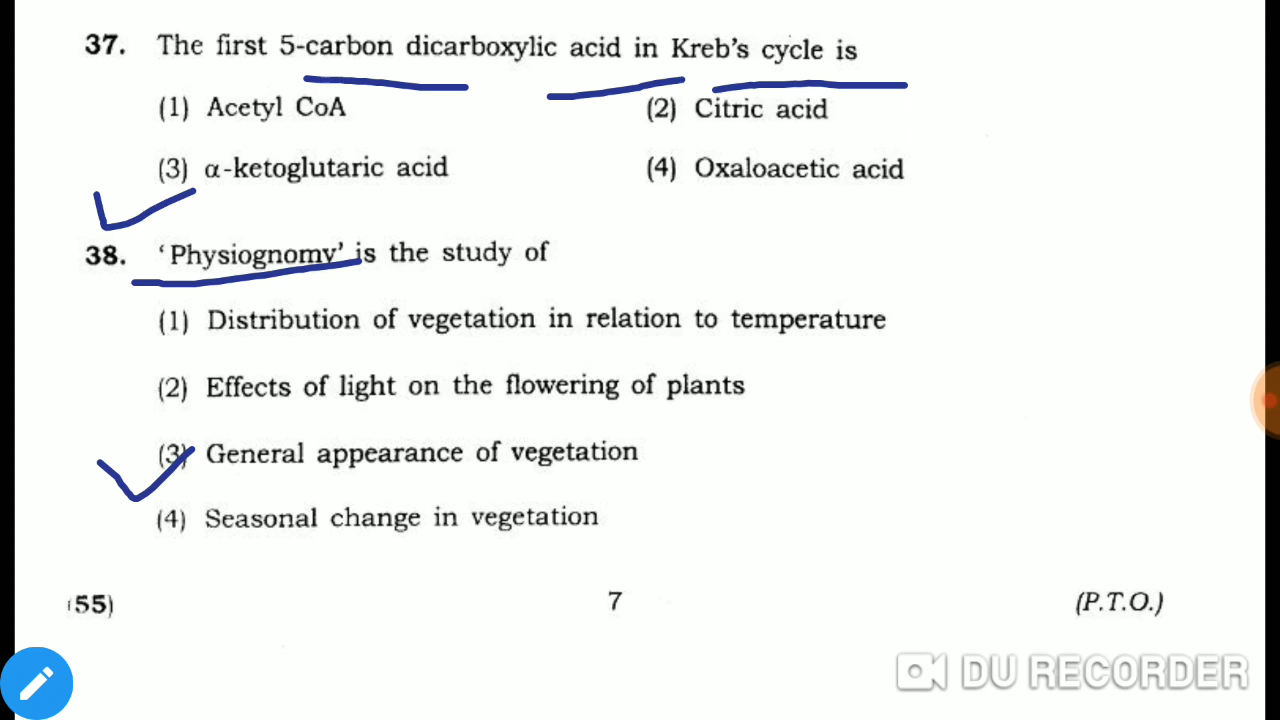 37. The first 5-carbon dicarboxylic acid in Kreb's cycle is
(1) Acetyl CoA (2) Citric acid
(3) α-ketoglutaric acid (4) Oxaloacetic acid
38. 'Physiognomy' is the study of
(1) Distribution of vegetation in relation to temperature
(2) Effects of light on the flowering of plants
(3) General appearance of vegetation
(4) Seasonal change in vegetation
55) 7 (P.T.O.)
DU RECORDER